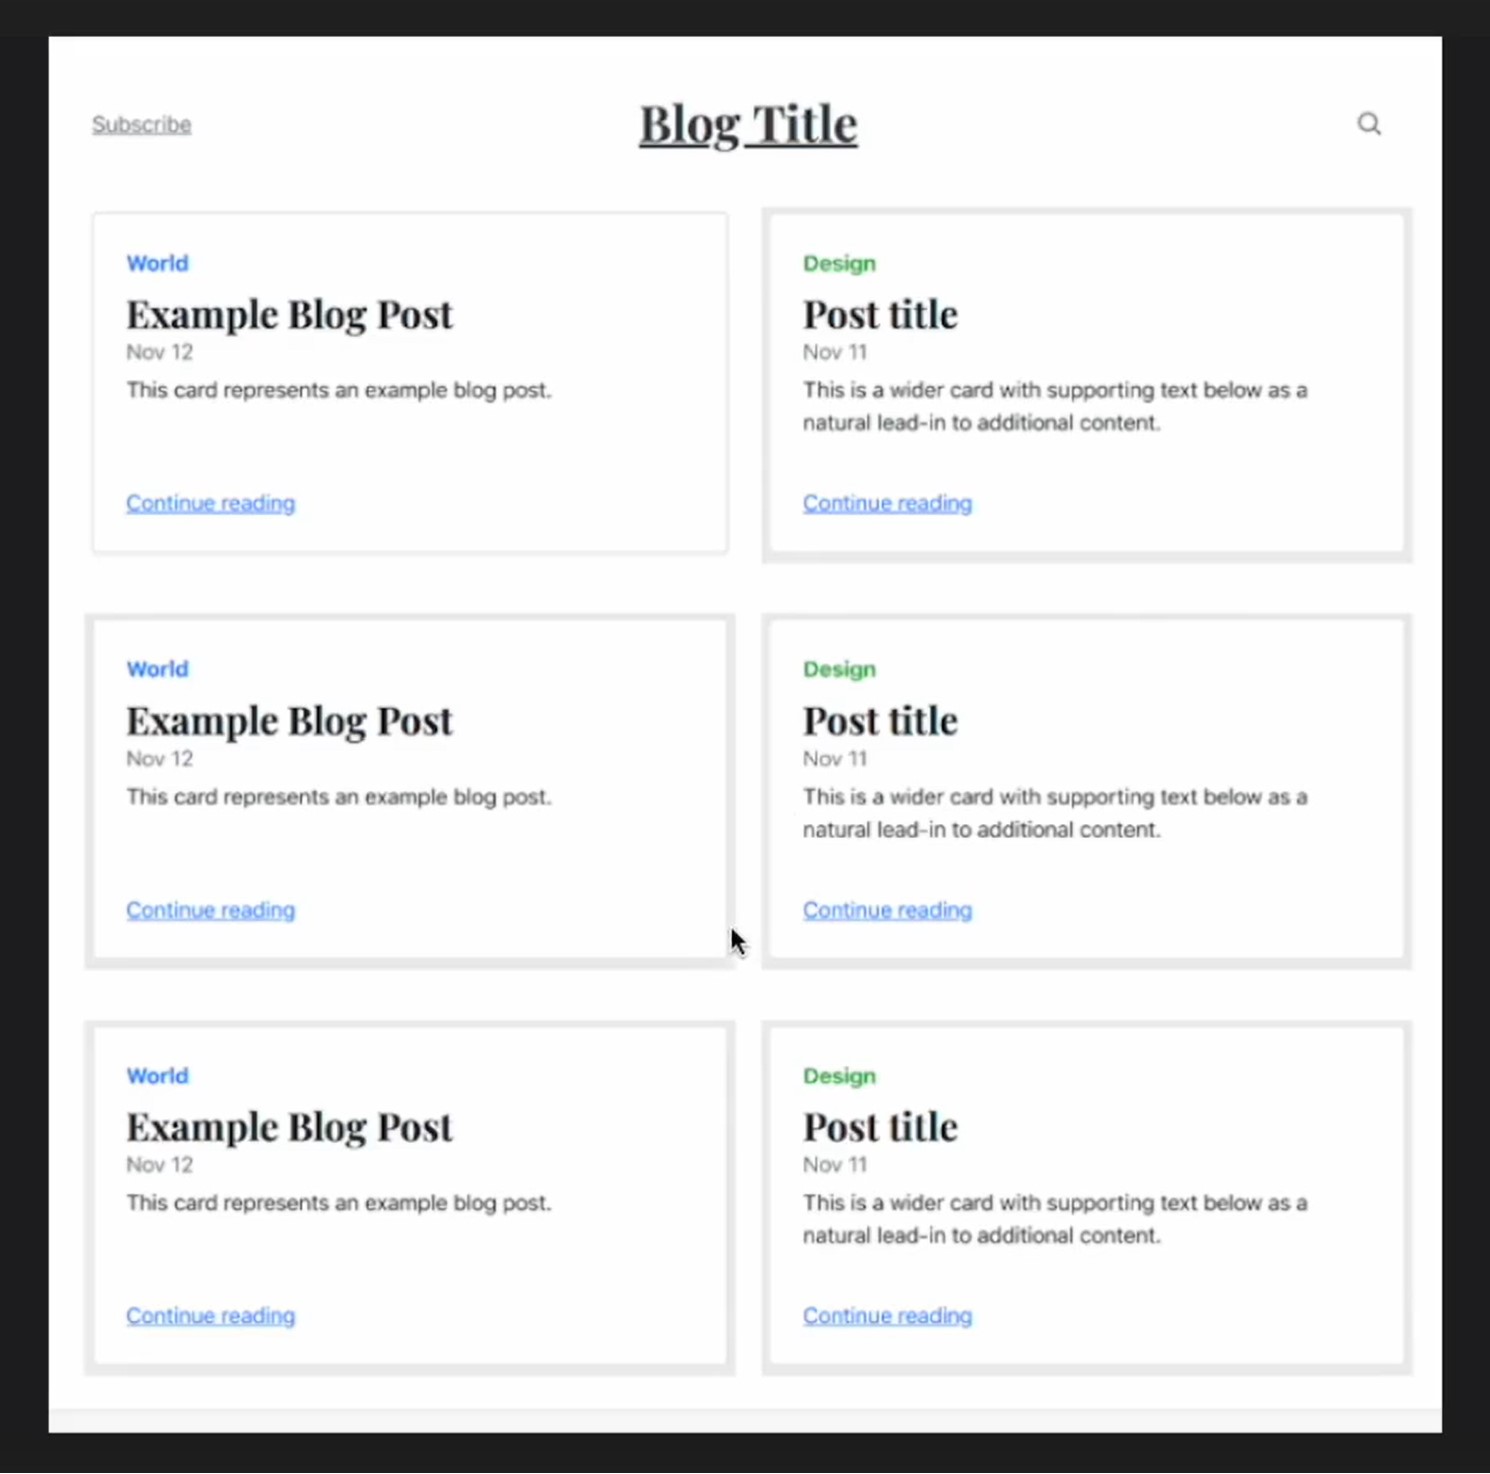 Subscribe
Blog Title
World
Example Blog Post
Nov 12
This card represents an example blog post.
Continue reading
Design
Post title
Nov 11
This is a wider card with supporting text below as a
natural lead-in to additional content.
Continue reading
World
Example Blog Post
Nov 12
This card represents an example blog post.
Continue reading
Design
Post title
Nov 11
This is a wider card with supporting text below as a
natural lead-in to additional content.
Continue reading
World
Example Blog Post
Nov 12
This card represents an example blog post.
Continue reading
Design
Post title
Nov 11
This is a wider card with supporting text below as a
natural lead-in to additional content.
Continue reading